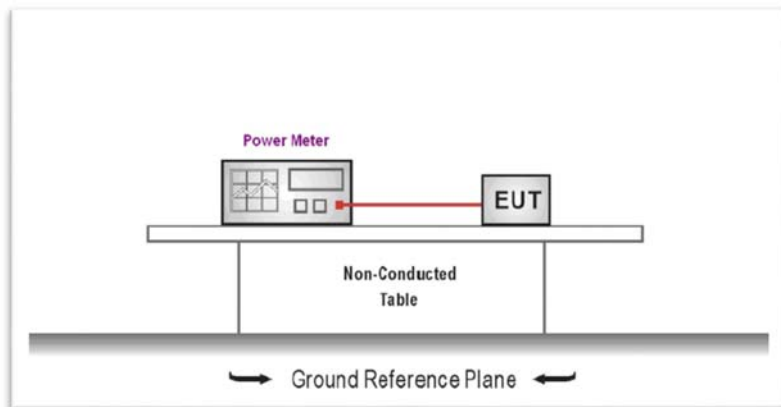 Power Meter
EUT
Non-Conducted
Table
Ground Reference Plane